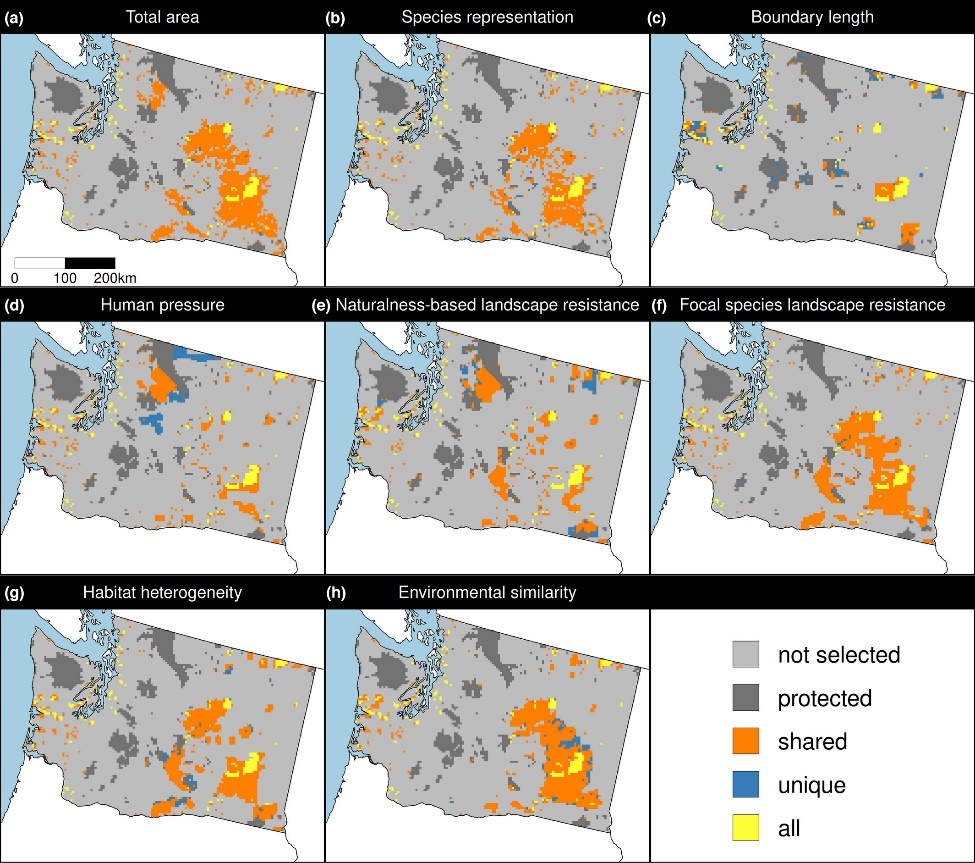 (a) Total area
(b) Species representation
(c) Boundary length
0 100 200km
(d) Human pressure
(e) Naturalness-based landscape resistance
(f) Focal species landscape resistance
(g) Habitat heterogeneity
(h) Environmental similarity
not selected
protected
shared
unique
all